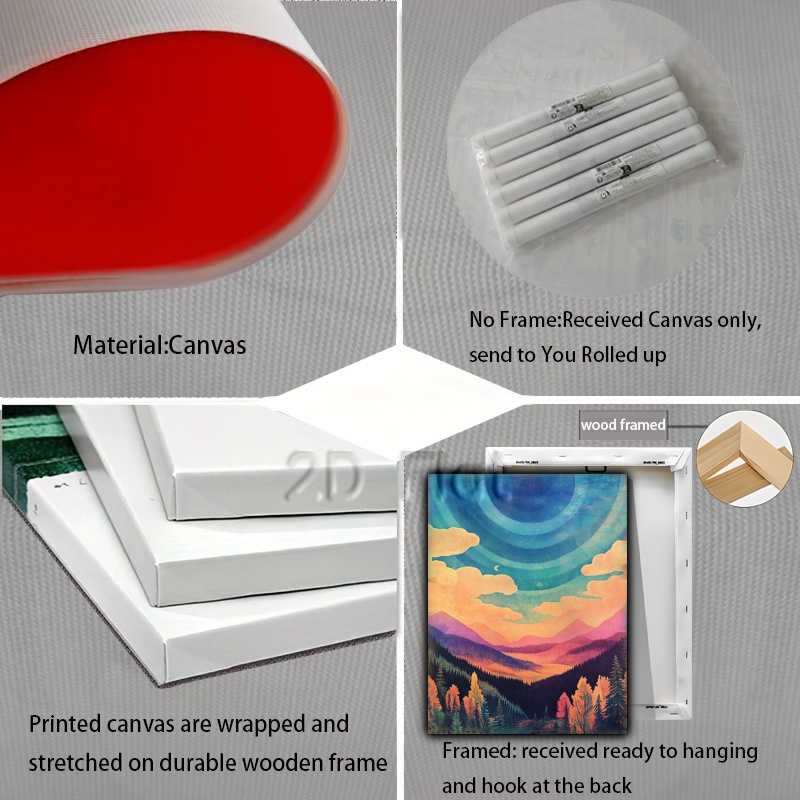 Material:Canvas
No Frame:Received Canvas only,
send to You Rolled up
2D
wood framed
Printed canvas are wrapped and
stretched on durable wooden frame
Framed: received ready to hanging
and hook at the back